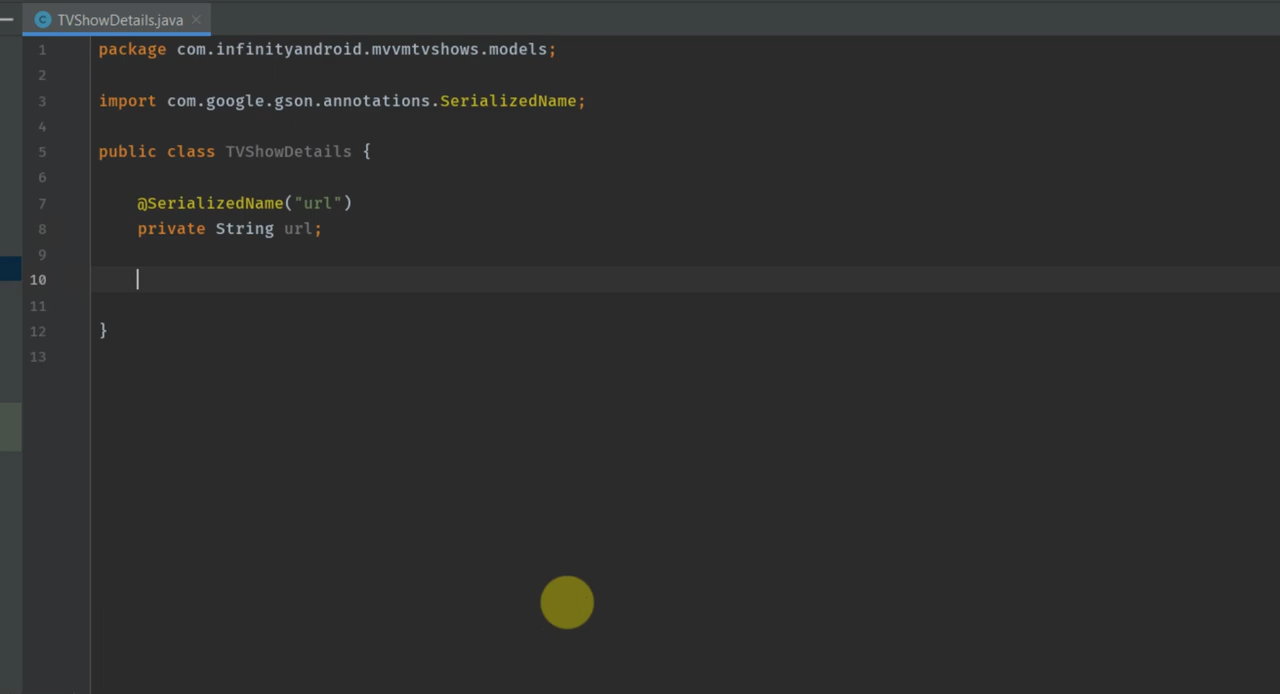 TVShowDetails.java
1 package com.infinityandroid.mvvmtvshows.models;
2
3 import com.google.gson.annotations.SerializedName;
4
5 public class TVShowDetails {
6
7 @SerializedName("url")
8 private String url;
9
10
11
12 }
13